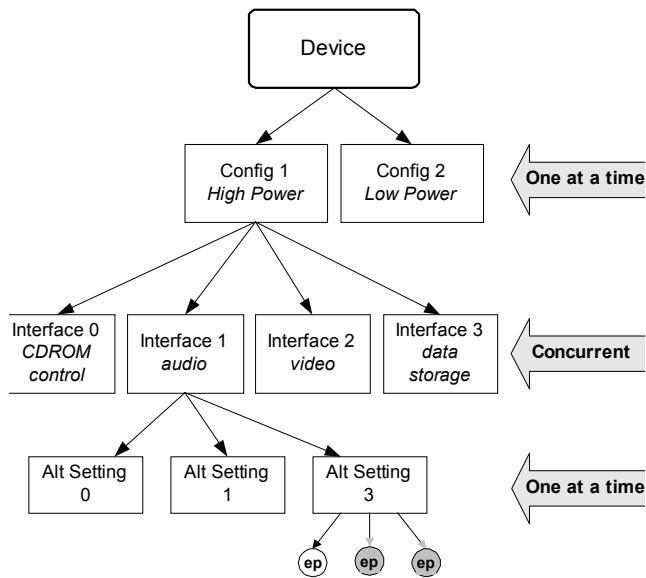 Device
Config 1
High Power
Config 2
Low Power
One at a time
Interface 0
CDROM
control
Interface 1
audio
Interface 2
video
Interface 3
data
storage
Concurrent
Alt Setting
0
Alt Setting
1
Alt Setting
3
One at a time
ep
ep
ep